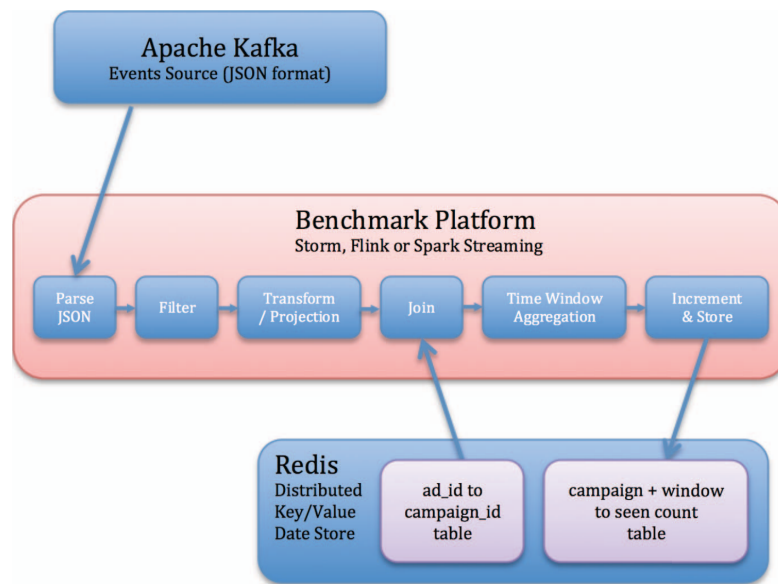 Apache Kafka
Events Source (JSON format)
Benchmark Platform
Storm, Flink or Spark Streaming
Parse
JSON
Filter
Transform
/ Projection
Join
Time Window
Aggregation
Increment
& Store
Redis
Distributed
Key/Value
Date Store
ad_id to
campaign_id
table
campaign + window
to seen count
table